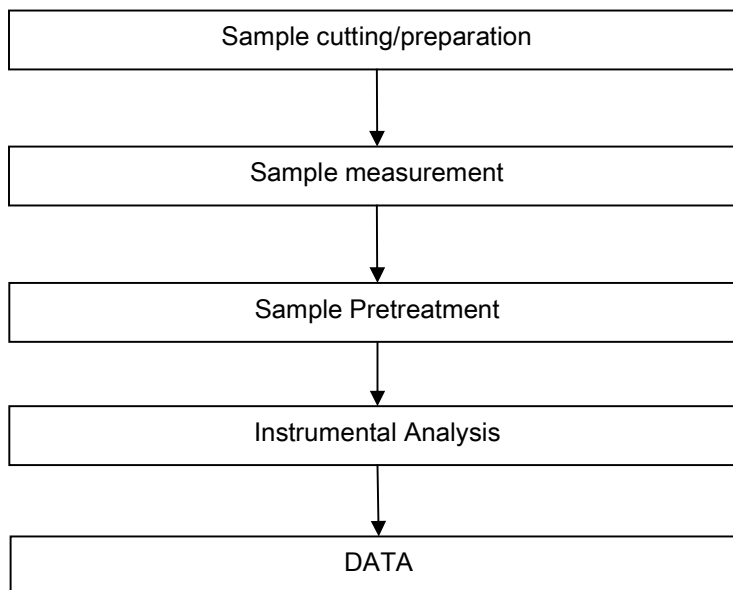 Sample cutting/preparation
Sample measurement
Sample Pretreatment
Instrumental Analysis
DATA